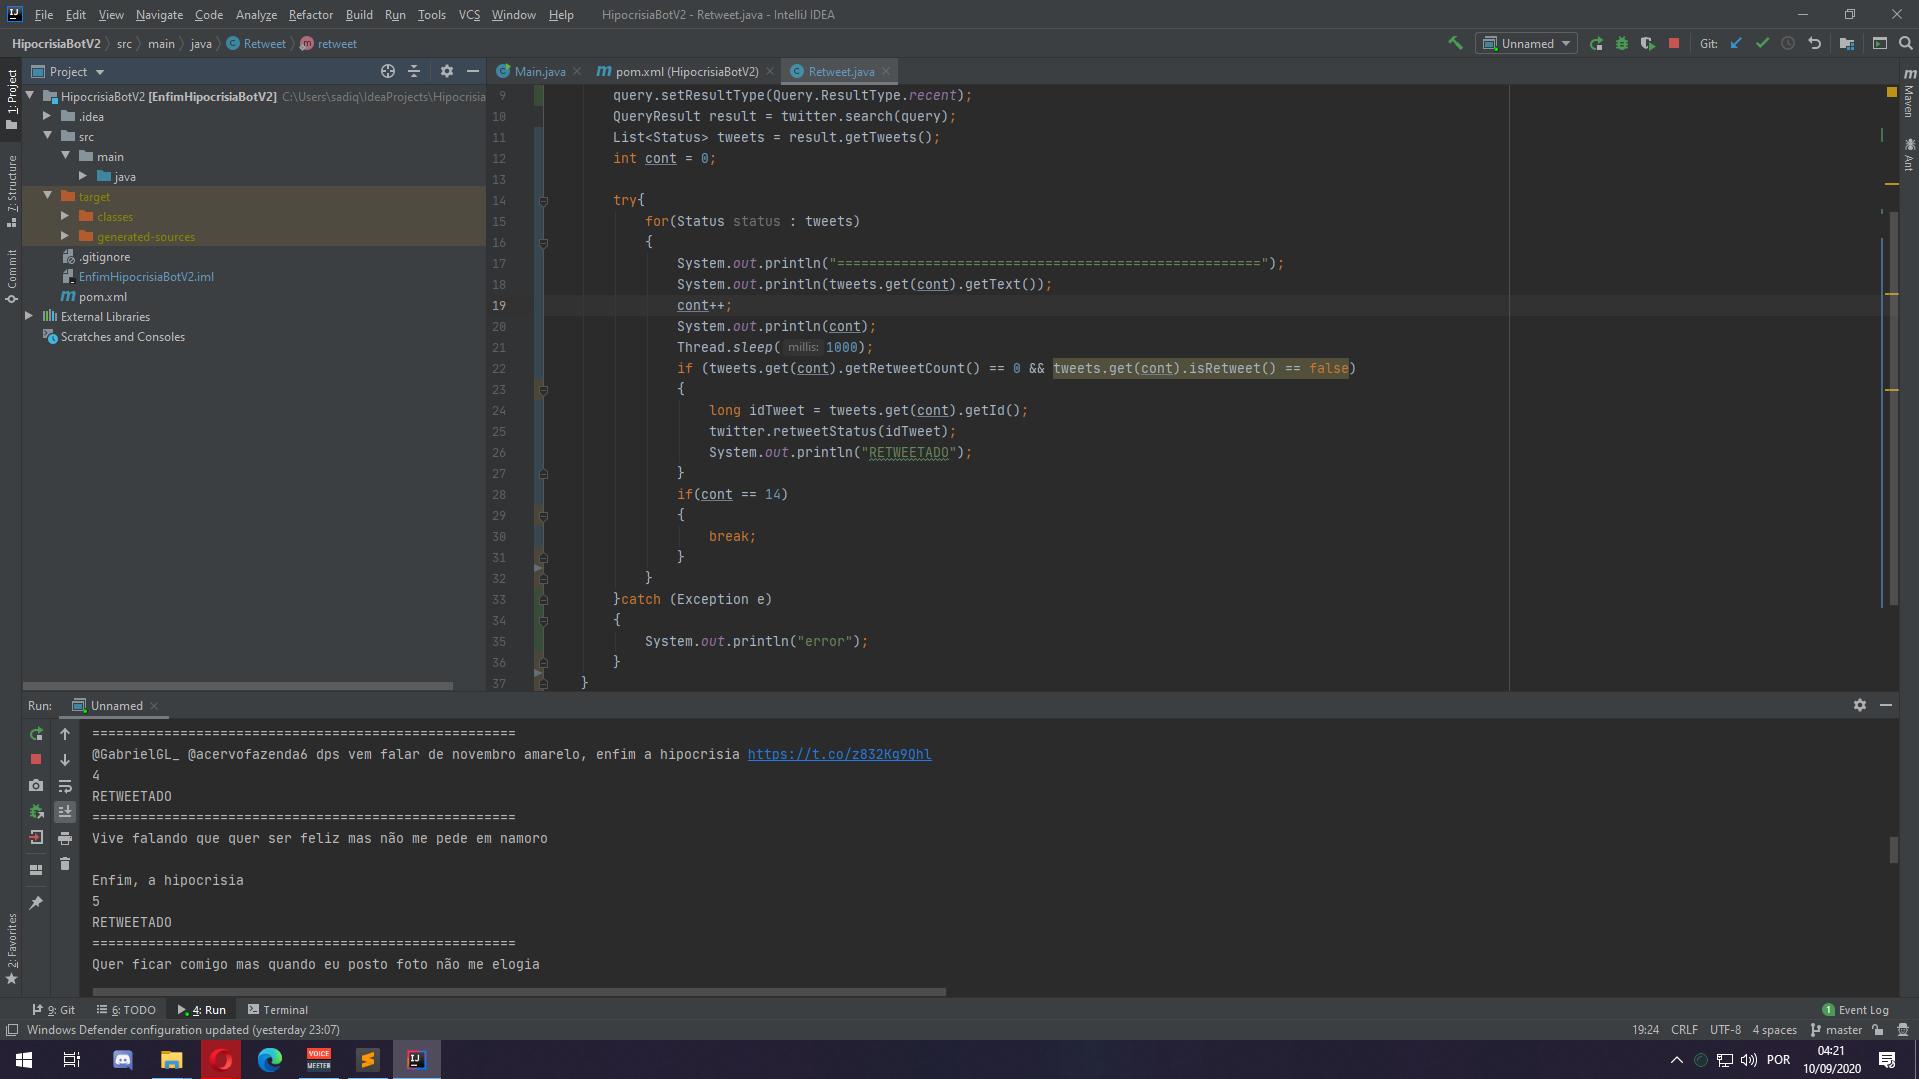 File Edit View Navigate Code Analyze Refactor Build Run Tools VCS Window Help HipocrisiaBotV2 - Retweet.java - IntelliJ IDEA
HipocrisiaBotV2 src main java Retweet retweet
Unnamed Git:
Project
Main.java pom.xml (HipocrisiaBotV2) Retweet.java
HipocrisiaBotV2 [EnfimHipocrisiaBotV2] C:\Users\sadiq\IdeaProjects\Hipocrisia
.idea
src
main
java
target
classes
generated-sources
.gitignore
EnfimHipocrisiaBotV2.iml
pom.xml
External Libraries
Scratches and Consoles
1: Project
7: Structure
Commit
2: Favorites
Maven
Ant
9 query.setResultType(Query.ResultType.recent);
10 QueryResult result = twitter.search(query);
11 List<Status> tweets = result.getTweets();
12 int cont = 0;
13
14 try{
15 for(Status status : tweets)
16 {
17 System.out.println("=====================================================");
18 System.out.println(tweets.get(cont).getText());
19 cont++;
20 System.out.println(cont);
21 Thread.sleep( millis: 1000);
22 if (tweets.get(cont).getRetweetCount() == 0 && tweets.get(cont).isRetweet() == false)
23 {
24 long idTweet = tweets.get(cont).getId();
25 twitter.retweetStatus(idTweet);
26 System.out.println("RETWEETADO");
27 }
28 if(cont == 14)
29 {
30 break;
31 }
32 }
33 }catch (Exception e)
34 {
35 System.out.println("error");
36 }
37 }
Run: Unnamed
=====================================================
@GabrielGL_ @acervofazenda6 dps vem falar de novembro amarelo, enfim a hipocrisia https://t.co/z832Kg9Qhl
4
RETWEETADO
=====================================================
Vive falando que quer ser feliz mas não me pede em namoro
Enfim, a hipocrisia
5
RETWEETADO
=====================================================
Quer ficar comigo mas quando eu posto foto não me elogia
9: Git 6: TODO 4: Run Terminal 1 Event Log
Windows Defender configuration updated (yesterday 23:07) 19:24 CRLF UTF-8 4 spaces master
VOICE
MEETER
POR
04:21
10/09/2020